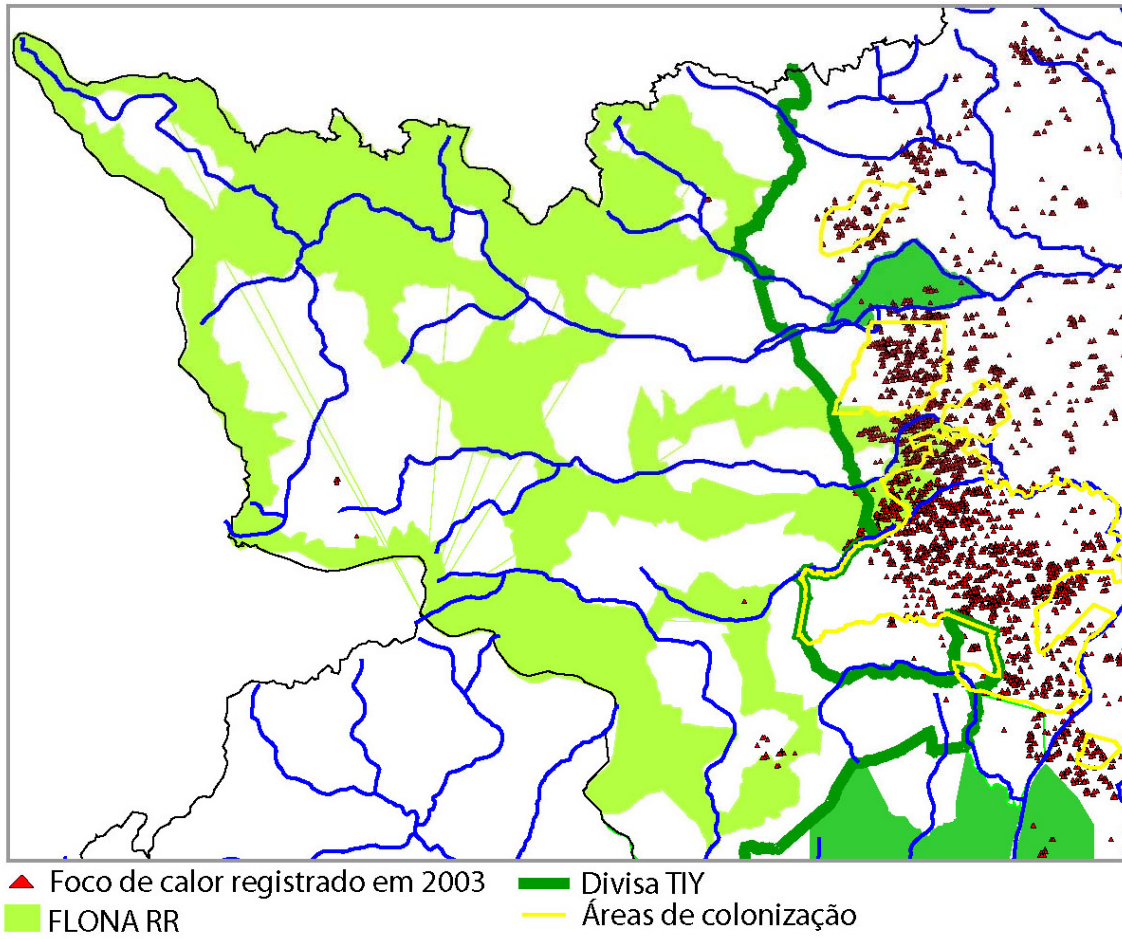 Foco de calor registrado em 2003
FLONA RR
Divisa TIY
Áreas de colonização